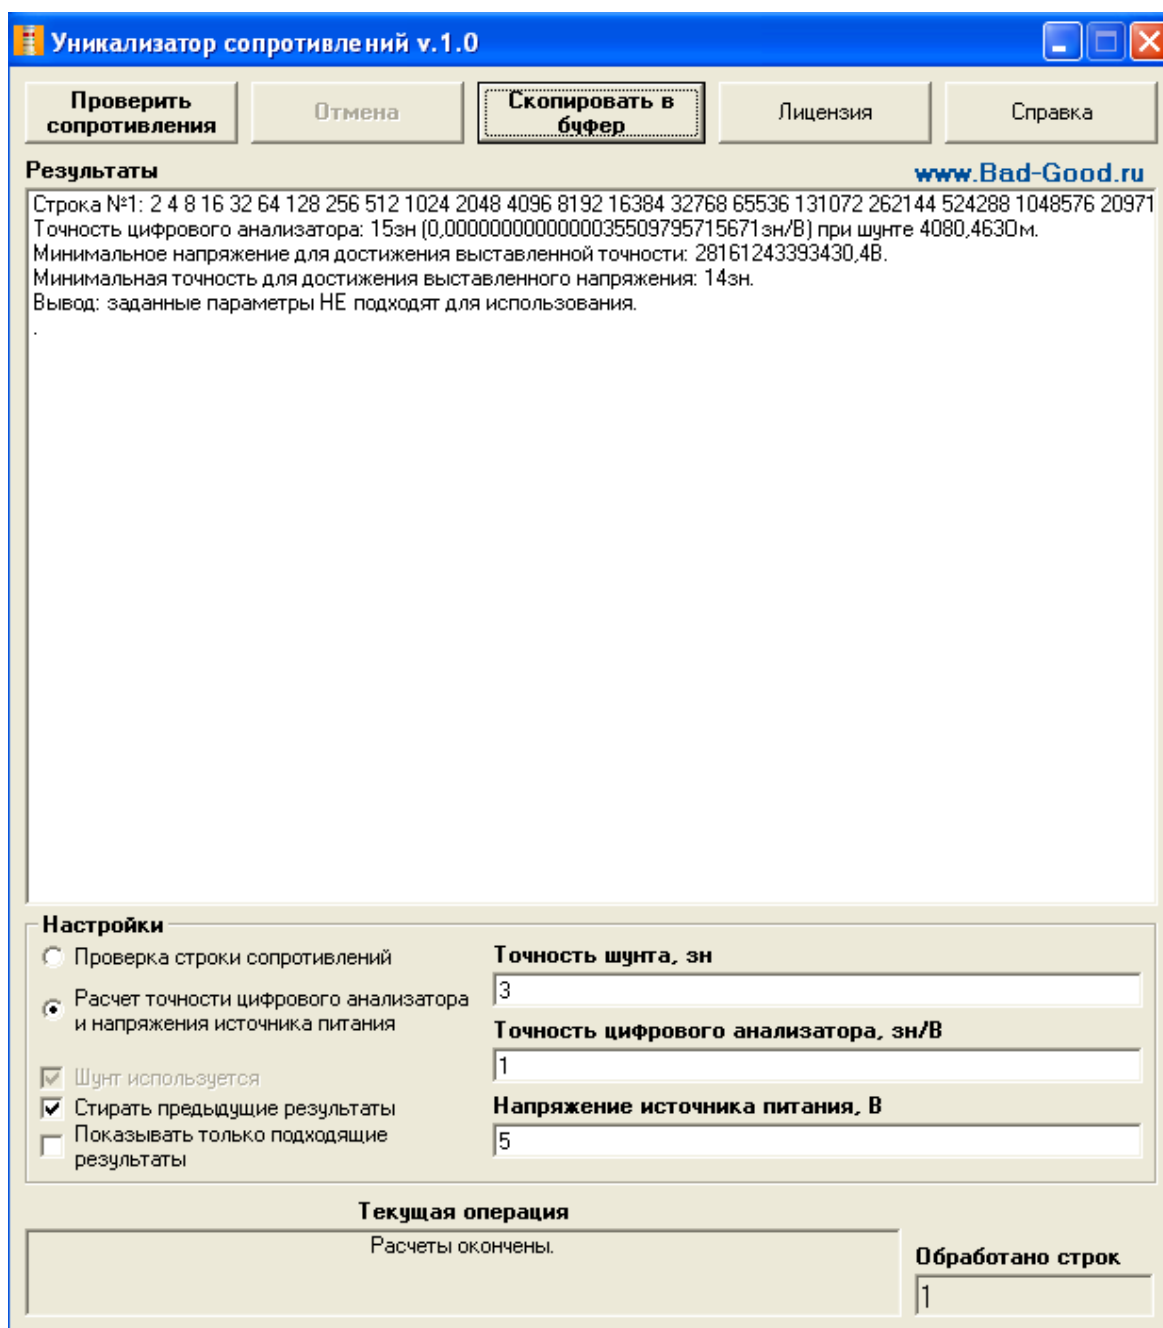 Уникализатор сопротивлений v.1.0
Проверить сопротивления
Отмена
Скопировать в буфер
Лицензия
Справка
Результаты
www.Bad-Good.ru
Строка №1: 2 4 8 16 32 64 128 256 512 1024 2048 4096 8192 16384 32768 65536 131072 262144 524288 1048576 20971
Точность цифрового анализатора: 15зн (0,000000000000035509795715671зн/В) при шунте 4080,463Ом.
Минимальное напряжение для достижения выставленной точности: 28161243393430,4В.
Минимальная точность для достижения выставленного напряжения: 14зн.
Вывод: заданные параметры НЕ подходят для использования.
.
Настройки
Проверка строки сопротивлений
Расчет точности цифрового анализатора
и напряжения источника питания
Шунт используется
Стирать предыдущие результаты
Показывать только подходящие
результаты
Точность шунта, зн
3
Точность цифрового анализатора, зн/В
1
Напряжение источника питания, В
5
Текущая операция
Расчеты окончены.
Обработано строк
1